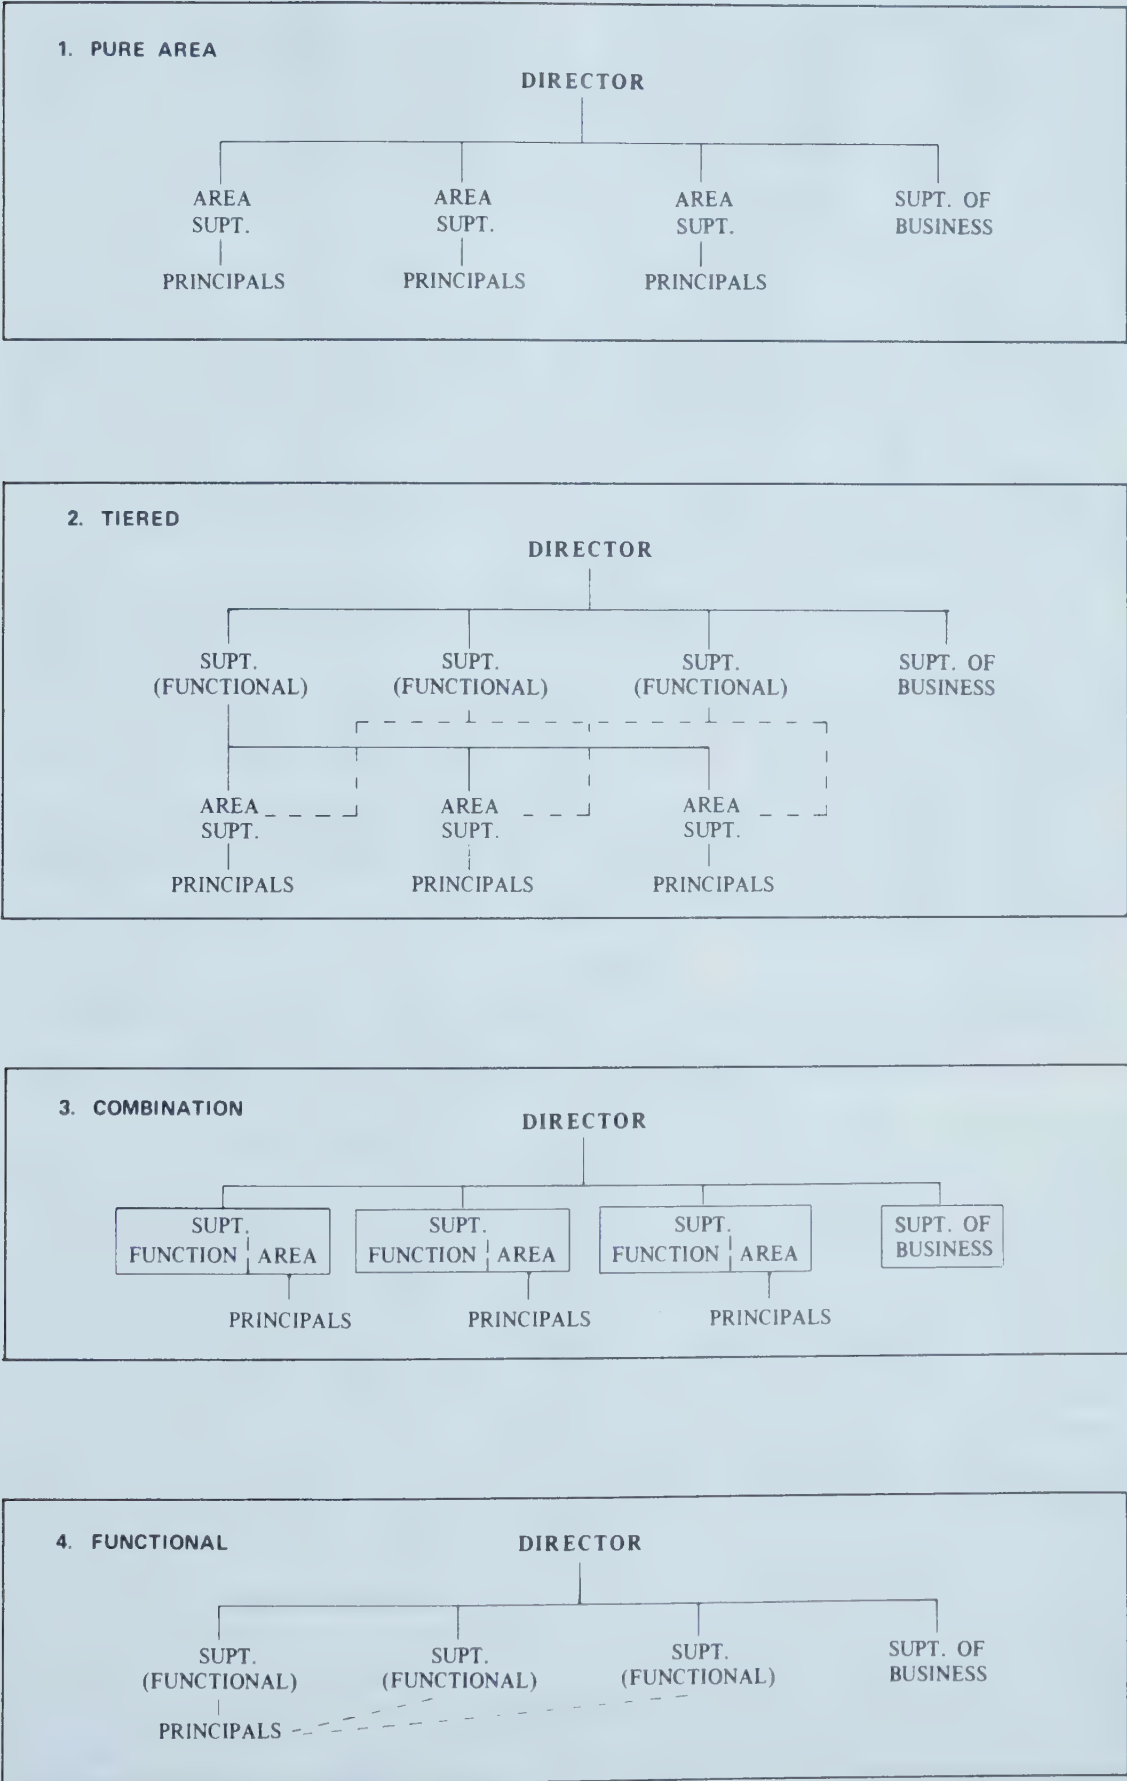 1. PURE AREA
DIRECTOR
AREA AREA AREA SUPT. OF
SUPT. SUPT. SUPT. BUSINESS
PRINCIPALS PRINCIPALS PRINCIPALS
2. TIERED
DIRECTOR
SUPT. SUPT. SUPT. SUPT. OF
(FUNCTIONAL) (FUNCTIONAL) (FUNCTIONAL) BUSINESS
AREA AREA AREA
SUPT. SUPT. SUPT.
PRINCIPALS PRINCIPALS PRINCIPALS
3. COMBINATION
DIRECTOR
SUPT. SUPT. SUPT. SUPT. OF
FUNCTION AREA FUNCTION AREA FUNCTION AREA BUSINESS
PRINCIPALS PRINCIPALS PRINCIPALS
4. FUNCTIONAL
DIRECTOR
SUPT. SUPT. SUPT. SUPT. OF
(FUNCTIONAL) (FUNCTIONAL) (FUNCTIONAL) BUSINESS
PRINCIPALS